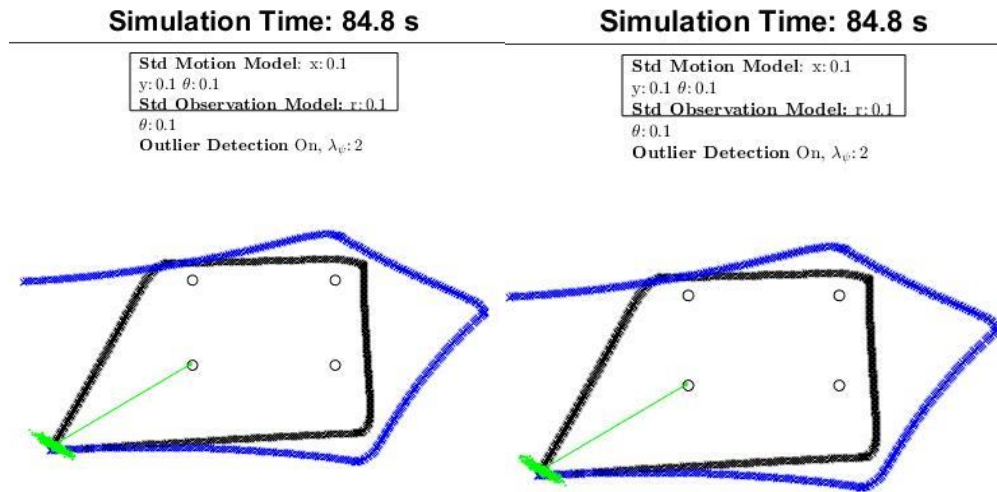 Simulation Time: 84.8 s
Std Motion Model: x: 0.1
y: 0.1 θ: 0.1
Std Observation Model: r: 0.1
θ: 0.1
Outlier Detection On, λψ: 2
Simulation Time: 84.8 s
Std Motion Model: x: 0.1
y: 0.1 θ: 0.1
Std Observation Model: r: 0.1
θ: 0.1
Outlier Detection On, λψ: 2